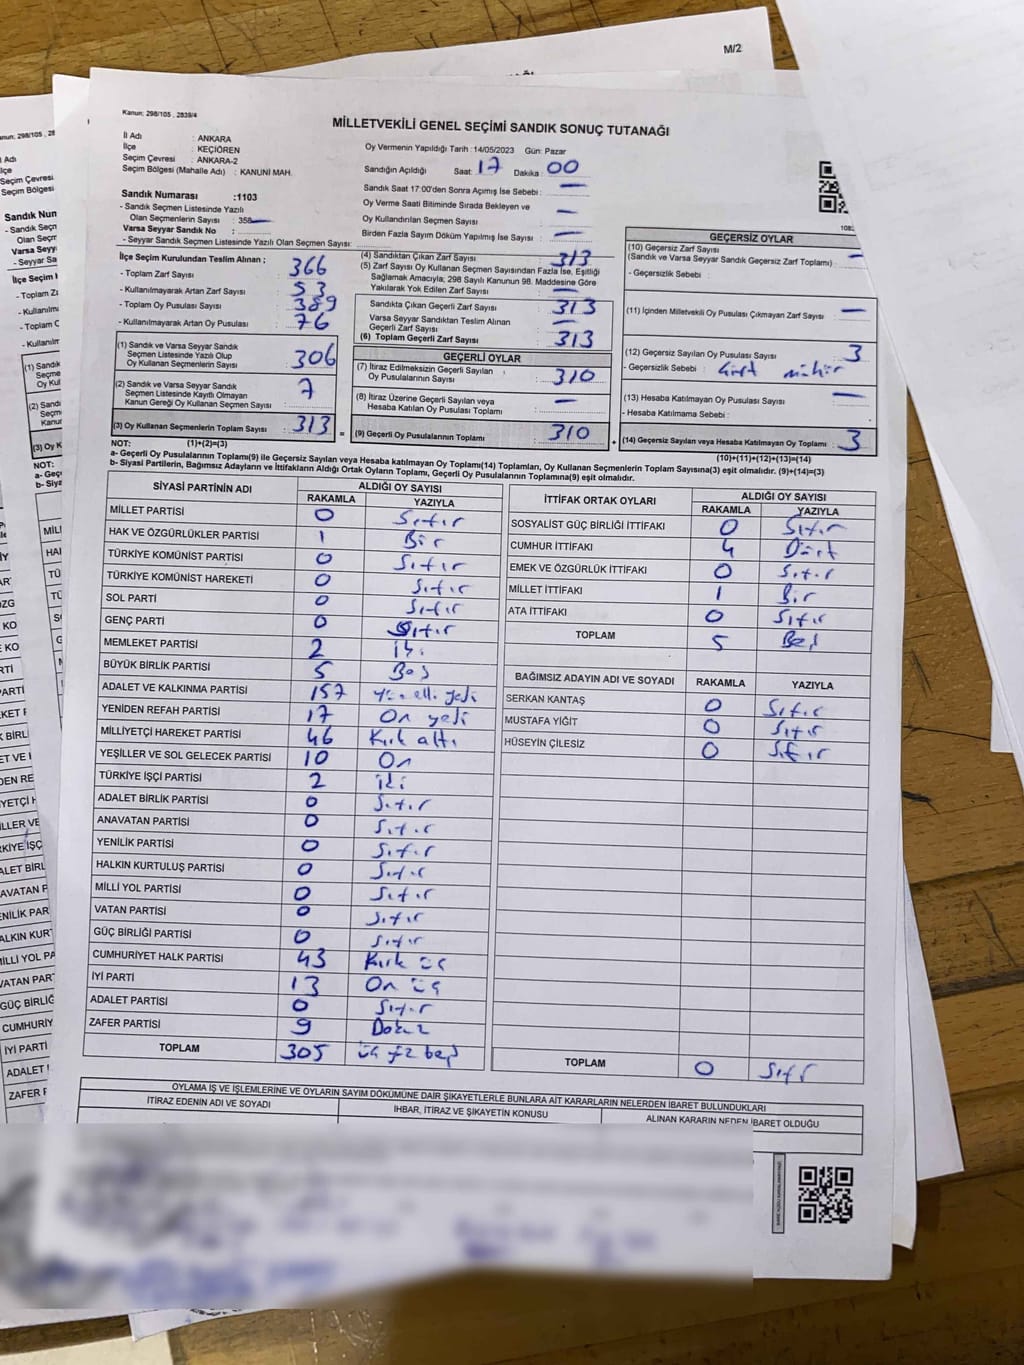 M/2
Kanun: 298/105 , 2839/4
MİLLETVEKİLİ GENEL SEÇİMİ SANDIK SONUÇ TUTANAĞI
İl Adı : ANKARA
İlçe : KEÇİÖREN
Seçim Çevresi : ANKARA-2
Seçim Bölgesi (Mahalle Adı) : KANUNİ MAH.
Oy Vermenin Yapıldığı Tarih :14/05/2023 Gün: Pazar
Sandığın Açıldığı Saat: 17 Dakika : 00
Sandık Saat 17:00'den Sonra Açımış İse Sebebi : —
Oy Verme Saati Bitiminde Sırada Bekleyen ve
Oy Kullandırılan Seçmen Sayısı : —
Birden Fazla Sayım Döküm Yapılmış İse Sayısı : —
Sandık Numarası :1103
- Sandık Seçmen Listesinde Yazılı
Olan Seçmenlerin Sayısı : 358
Varsa Seyyar Sandık No :
- Seyyar Sandık Seçmen Listesinde Yazılı Olan Seçmen Sayısı:
İlçe Seçim Kurulundan Teslim Alınan ;
- Toplam Zarf Sayısı : 366
- Kullanılmayarak Artan Zarf Sayısı : 53
- Toplam Oy Pusulası Sayısı : 389
- Kullanılmayarak Artan Oy Pusulası : 76
(1) Sandık ve Varsa Seyyar Sandık
Seçmen Listesinde Yazılı Olup
Oy Kullanan Seçmenlerin Sayısı : 306
(2) Sandık ve Varsa Seyyar Sandık
Seçmen Listesinde Kayıtlı Olmayan
Kanun Gereği Oy Kullanan Seçmen Sayısı : 7
(3) Oy Kullanan Seçmenlerin Toplam Sayısı : 313
(4) Sandıktan Çıkan Zarf Sayısı : 313
(5) Zarf Sayısı Oy Kullanan Seçmen Sayısından Fazla İse, Eşitliği
Sağlamak Amacıyla; 298 Sayılı Kanunun 98. Maddesine Göre
Yakılarak Yok Edilen Zarf Sayısı : —
Sandıkta Çıkan Geçerli Zarf Sayısı : 313
Varsa Seyyar Sandıktan Teslim Alınan
Geçerli Zarf Sayısı : —
(6) Toplam Geçerli Zarf Sayısı : 313
GEÇERLİ OYLAR
(7) İtiraz Edilmeksizin Geçerli Sayılan
Oy Pusulalarının Sayısı : 310
(8) İtiraz Üzerine Geçerli Sayılan veya
Hesaba Katılan Oy Pusulası Toplamı : —
= (9) Geçerli Oy Pusulalarının Toplamı : 310
GEÇERSİZ OYLAR
(10) Geçersiz Zarf Sayısı
(Sandık ve Varsa Seyyar Sandık Geçersiz Zarf Toplamı) : —
- Geçersizlik Sebebi :
(11) İçinden Milletvekili Oy Pusulası Çıkmayan Zarf Sayısı : —
(12) Geçersiz Sayılan Oy Pusulası Sayısı : 3
- Geçersizlik Sebebi : mühür
(13) Hesaba Katılmayan Oy Pusulası Sayısı : —
- Hesaba Katılmama Sebebi :
+ (14) Geçersiz Sayılan veya Hesaba Katılmayan Oy Toplamı : 3
NOT: (1)+(2)=(3)
(10)+(11)+(12)+(13)=(14)
a- Geçerli Oy Pusulalarının Toplamı(9) ile Geçersiz Sayılan veya Hesaba katılmayan Oy Toplamı(14) Toplamları, Oy Kullanan Seçmenlerin Toplam Sayısına(3) eşit olmalıdır. (9)+(14)=(3)
b- Siyasi Partilerin, Bağımsız Adayların ve İttifakların Aldığı Ortak Oyların Toplamı, Geçerli Oy Pusulalarının Toplamına(9) eşit olmalıdır.
SİYASİ PARTİNİN ADI ALDIĞI OY SAYISI
RAKAMLA YAZIYLA
MİLLET PARTİSİ 0 Sıfır
HAK VE ÖZGÜRLÜKLER PARTİSİ 1 Bir
TÜRKİYE KOMÜNİST PARTİSİ 0 Sıfır
TÜRKİYE KOMÜNİST HAREKETİ 0 Sıfır
SOL PARTİ 0 Sıfır
GENÇ PARTİ 0 Sıfır
MEMLEKET PARTİSİ 2 İki
BÜYÜK BİRLİK PARTİSİ 5 Beş
ADALET VE KALKINMA PARTİSİ 157 Yüz elli yedi
YENİDEN REFAH PARTİSİ 17 On yedi
MİLLİYETÇİ HAREKET PARTİSİ 46 Kırk altı
YEŞİLLER VE SOL GELECEK PARTİSİ 10 On
TÜRKİYE İŞÇİ PARTİSİ 2 iki
ADALET BİRLİK PARTİSİ 0 Sıfır
ANAVATAN PARTİSİ 0 Sıfır
YENİLİK PARTİSİ 0 Sıfır
HALKIN KURTULUŞ PARTİSİ 0 Sıfır
MİLLİ YOL PARTİSİ 0 Sıfır
VATAN PARTİSİ 0 Sıfır
GÜÇ BİRLİĞİ PARTİSİ 0 Sıfır
CUMHURİYET HALK PARTİSİ 43 Kırk üç
İYİ PARTİ 13 On üç
ADALET PARTİSİ 0 Sıfır
ZAFER PARTİSİ 9 Dokuz
TOPLAM 305 üç yüz beş
İTTİFAK ORTAK OYLARI ALDIĞI OY SAYISI
RAKAMLA YAZIYLA
SOSYALİST GÜÇ BİRLİĞİ İTTİFAKI 0 Sıfır
CUMHUR İTTİFAKI 4 Dört
EMEK VE ÖZGÜRLÜK İTTİFAKI 0 Sıfır
MİLLET İTTİFAKI 1 Bir
ATA İTTİFAKI 0 Sıfır
TOPLAM 5 Beş
BAĞIMSIZ ADAYIN ADI VE SOYADI RAKAMLA YAZIYLA
SERKAN KANTAŞ 0 Sıfır
MUSTAFA YİĞİT 0 Sıfır
HÜSEYİN ÇİLESİZ 0 Sıfır
TOPLAM 0 Sıfır
OYLAMA İŞ VE İŞLEMLERİNE VE OYLARIN SAYIM DÖKÜMÜNE DAİR ŞİKAYETLERLE BUNLARA AİT KARARLARIN NELERDEN İBARET BULUNDUKLARI
İTİRAZ EDENİN ADI VE SOYADI İHBAR, İTİRAZ VE ŞİKAYETİN KONUSU ALINAN KARARIN NEDEN İBARET OLDUĞU